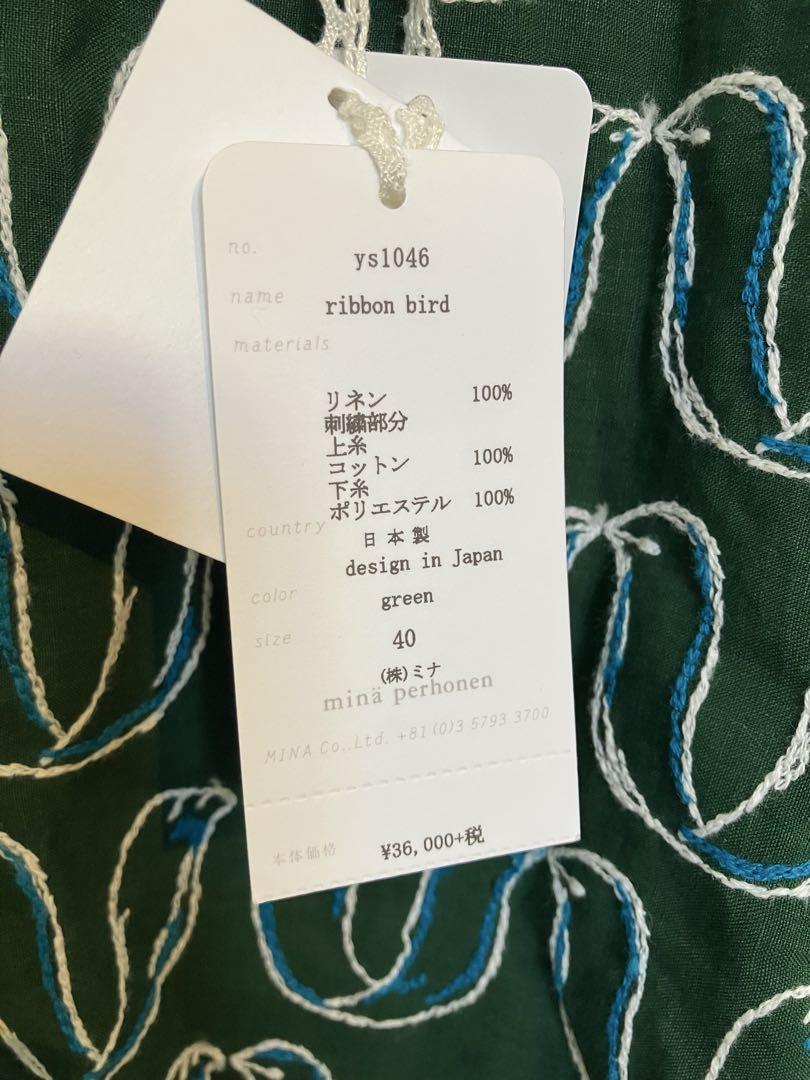 no. ys1046
name ribbon bird
materials
リネン 100%
刺繍部分
上糸
コットン 100%
下糸
ポリエステル 100%
country 日本製
design in Japan
color green
size 40
(株)ミナ
minä perhonen
MINA Co.,Ltd. +81(0)3 5793 3700
本体価格 ¥36,000+税